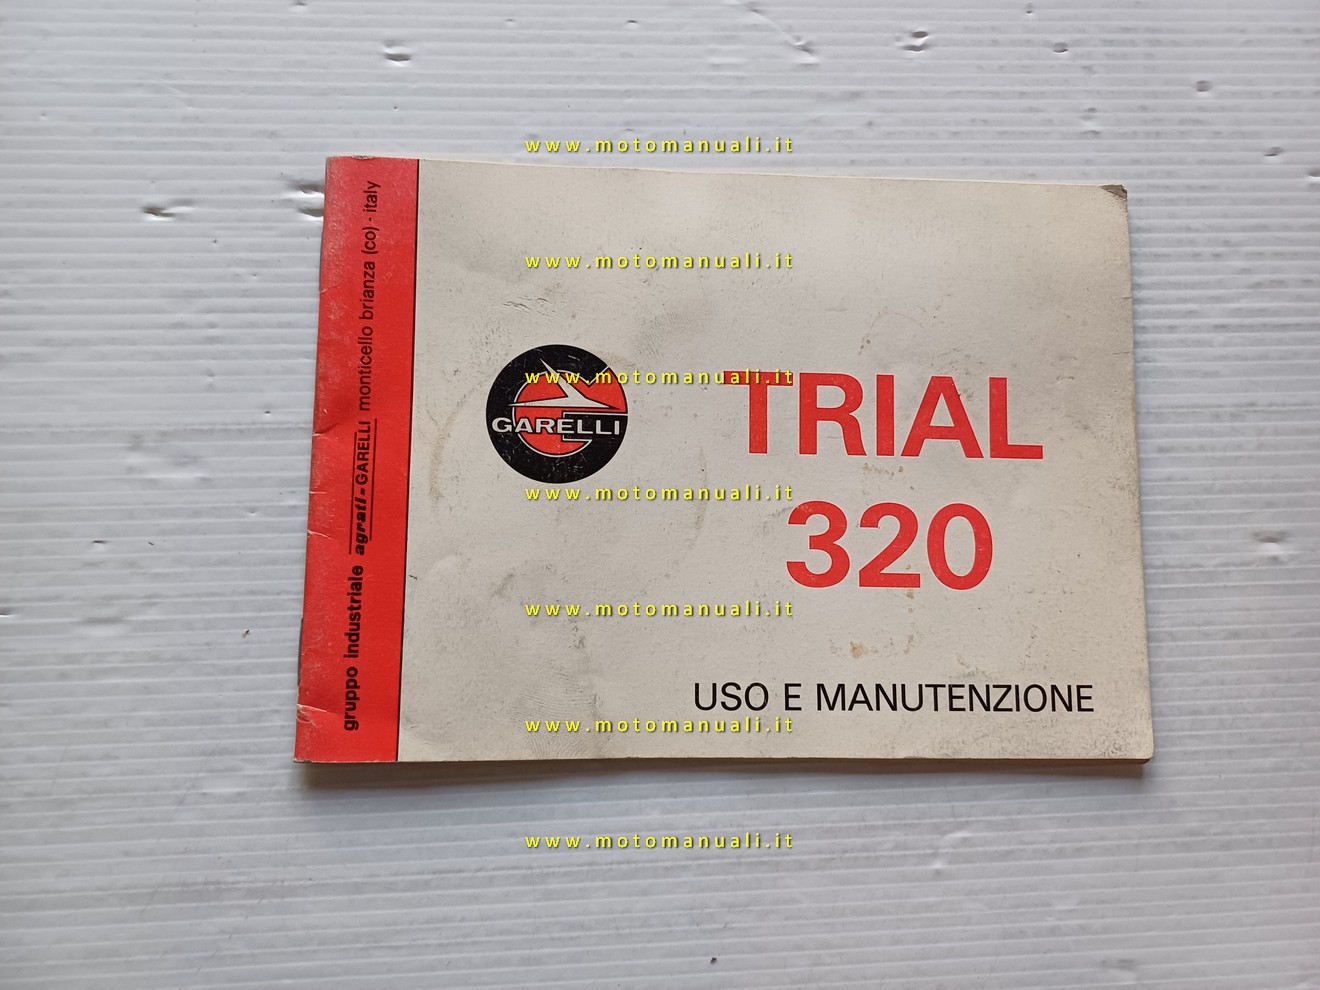 www.motomanuali.it
www.motomanuali.it
gruppo industriale agrati-GARELLI monticello brianza (co) - italy
www.motomanuali.it
GARELLI
TRIAL
www.motomanuali.it
320
www.motomanuali.it
USO E MANUTENZIONE
www.motomanuali.it
www.motomanuali.it